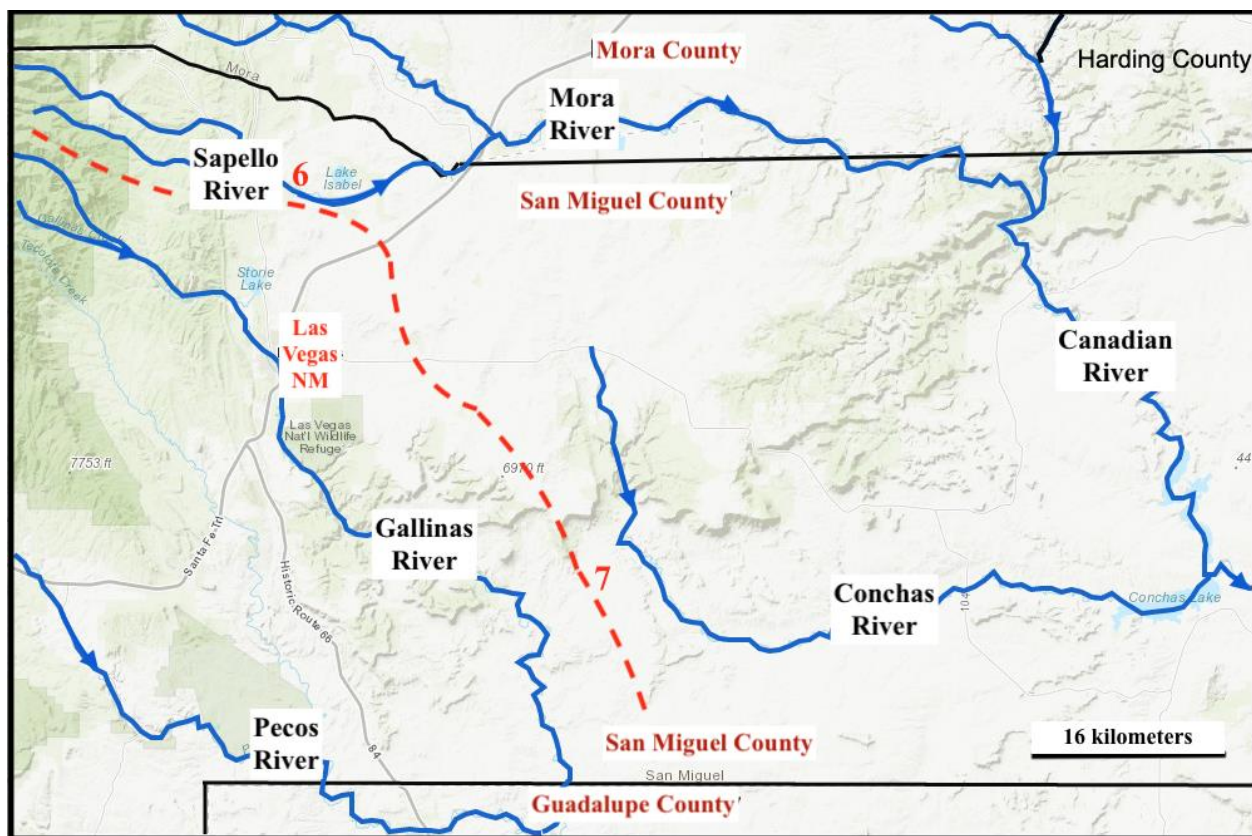 Mora County
Harding County
Mora
Mora
River
Sapello
River
6
Lake
Isabel
San Miguel County
Gallinas
Tecolote Creek
Storie
Lake
Las
Vegas
NM
Canadian
River
Las Vegas
Nat'l Wildlife
Refuge
7753 ft
6970 ft
44
Santa Fe Trl
Gallinas
River
7
Historic Route 66
Conchas
River
104
Conchas Lake
Pecos
River
84
San Miguel County
16 kilometers
San Miguel
Guadalupe County